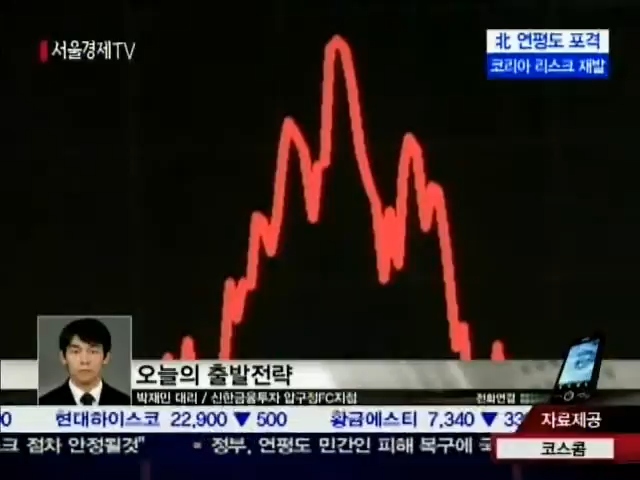 서울경제TV
北 연평도 포격
코리아 리스크 재발
오늘의 출발전략
박재민 대리 / 신한금융투자 압구정FC지점
전화연결
0 현대하이스코 22,900 ▼ 500 황금에스티 7,340 ▼ 33
자료제공
크 점차 안정될것" 정부, 연평도 민간인 피해 복구에
코스콤